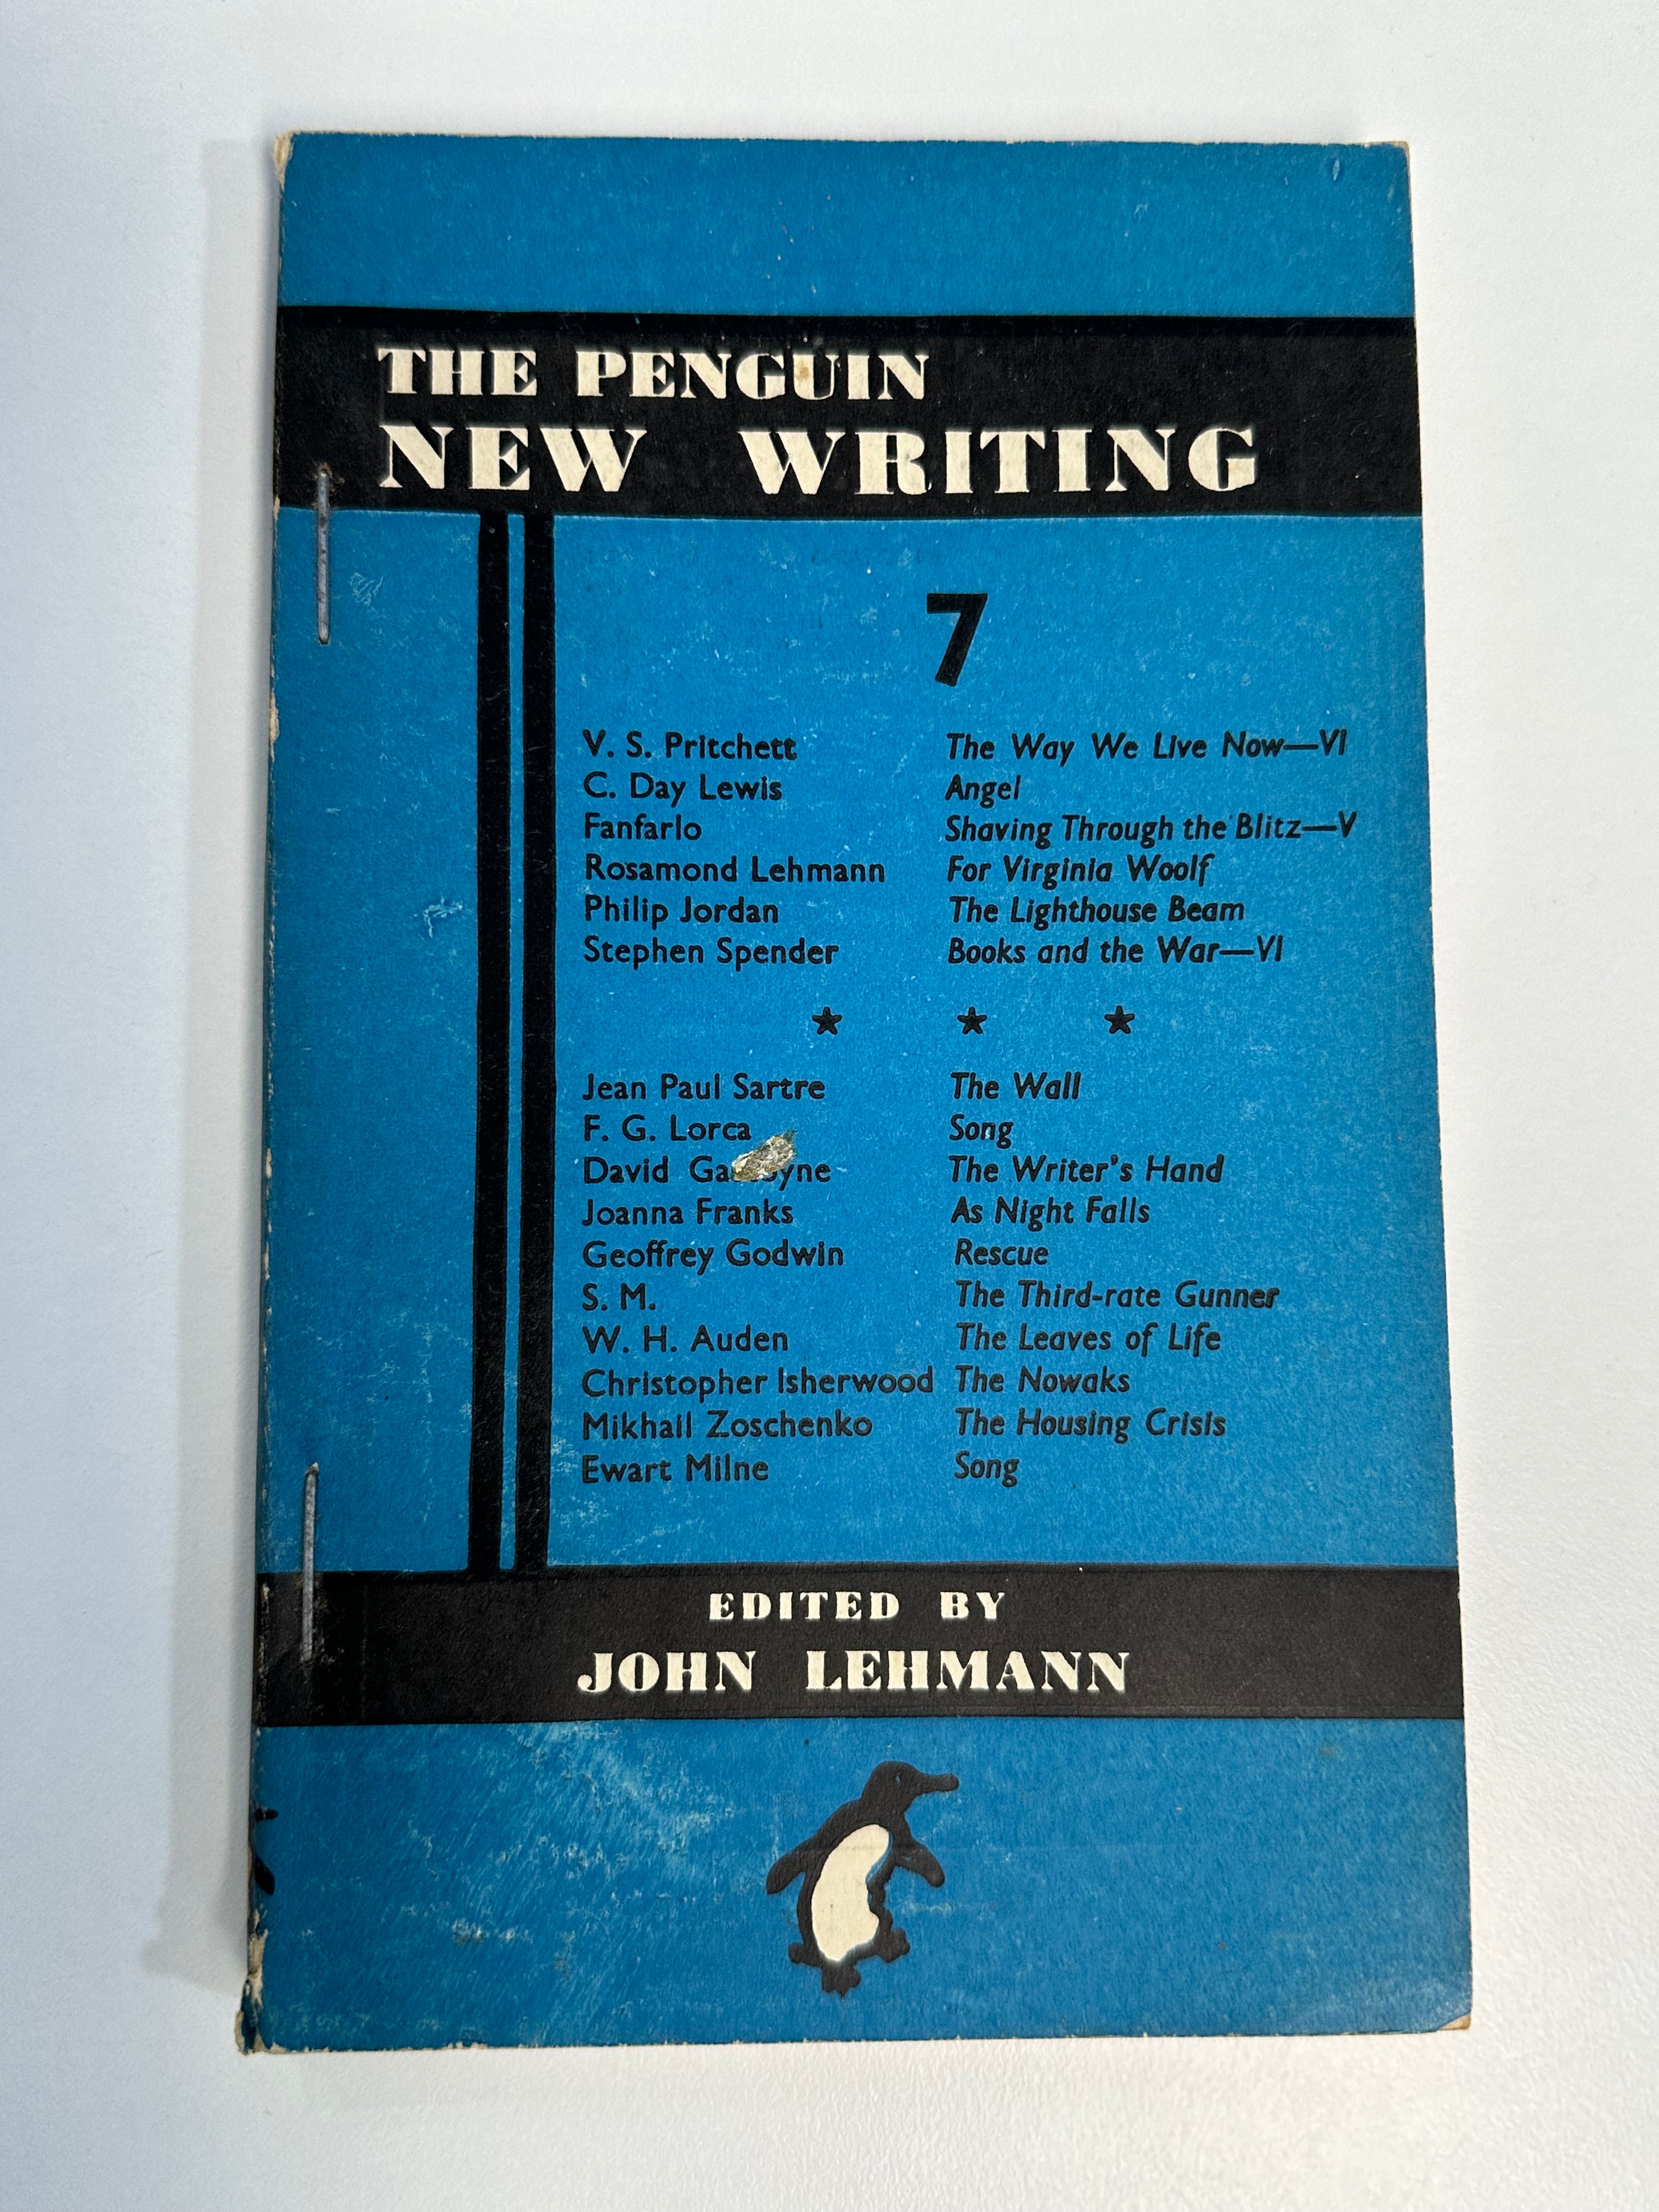 THE PENGUIN
NEW WRITING
7
V. S. Pritchett The Way We Live Now—VI
C. Day Lewis Angel
Fanfarlo Shaving Through the Blitz—V
Rosamond Lehmann For Virginia Woolf
Philip Jordan The Lighthouse Beam
Stephen Spender Books and the War—VI
★ ★ ★
Jean Paul Sartre The Wall
F. G. Lorca Song
David The Writer's Hand
Joanna Franks As Night Falls
Geoffrey Godwin Rescue
S. M. The Third-rate Gunner
W. H. Auden The Leaves of Life
Christopher Isherwood The Nowaks
Mikhail Zoschenko The Housing Crisis
Ewart Milne Song
EDITED BY
JOHN LEHMANN